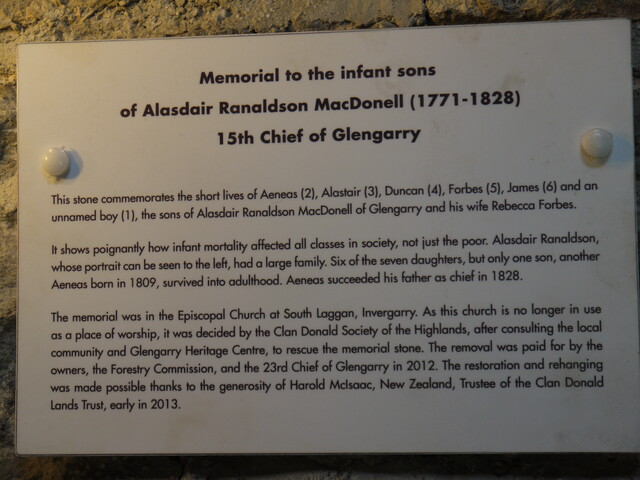 Memorial to the infant sons
of Alasdair Ranaldson MacDonell (1771-1828)
15th Chief of Glengarry
This stone commemorates the short lives of Aeneas (2), Alastair (3), Duncan (4), Forbes (5), James (6) and an
unnamed boy (1), the sons of Alasdair Ranaldson MacDonell of Glengarry and his wife Rebecca Forbes.
It shows poignantly how infant mortality affected all classes in society, not just the poor. Alasdair Ranaldson,
whose portrait can be seen to the left, had a large family. Six of the seven daughters, but only one son, another
Aeneas born in 1809, survived into adulthood. Aeneas succeeded his father as chief in 1828.
The memorial was in the Episcopal Church at South Laggan, Invergarry. As this church is no longer in use
as a place of worship, it was decided by the Clan Donald Society of the Highlands, after consulting the local
community and Glengarry Heritage Centre, to rescue the memorial stone. The removal was paid for by the
owners, the Forestry Commission, and the 23rd Chief of Glengarry in 2012. The restoration and rehanging
was made possible thanks to the generosity of Harold McIsaac, New Zealand, Trustee of the Clan Donald
Lands Trust, early in 2013.